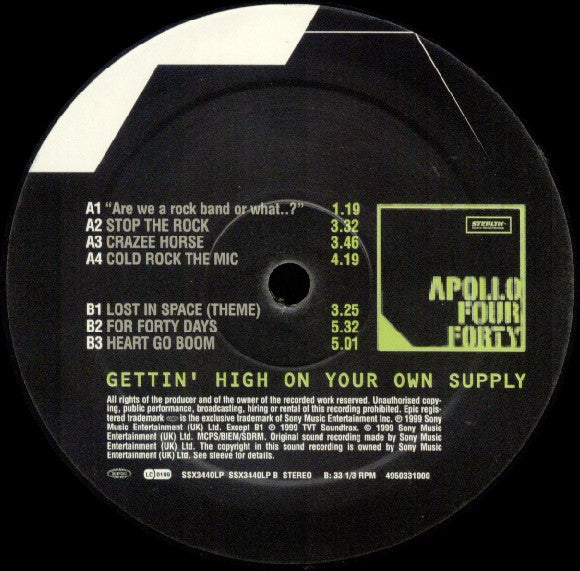 A1 "Are we a rock band or what..?" 1.19
A2 STOP THE ROCK 3.32
A3 CRAZEE HORSE 3.46
A4 COLD ROCK THE MIC 4.19
B1 LOST IN SPACE (THEME) 3.25
B2 FOR FORTY DAYS 5.32
B3 HEART GO BOOM 5.01
STEALTH
APOLLO
FOUR
FORTY
GETTIN' HIGH ON YOUR OWN SUPPLY
All rights of the producer and of the owner of the recorded work reserved. Unauthorised copy-
ing, public performance, broadcasting, hiring or rental of this recording prohibited. Epic regis-
tered trademark is the exclusive trademark of Sony Music Entertainment Inc. ℗ 1999 Sony
Music Entertainment (UK) Ltd. Except B1 ℗ 1999 TVT Soundtrax. © 1999 Sony Music
Entertainment (UK) Ltd. MCPS/BIEM/SDRM. Original sound recording made by Sony Music
Entertainment (UK) Ltd. The copyright in this sound recording is owned by Sony Music
Entertainment (UK) Ltd. See sleeve for details.
epic LC 0199 SSX3440LP SSX3440LP B STEREO B: 33 1/3 RPM 4950331000